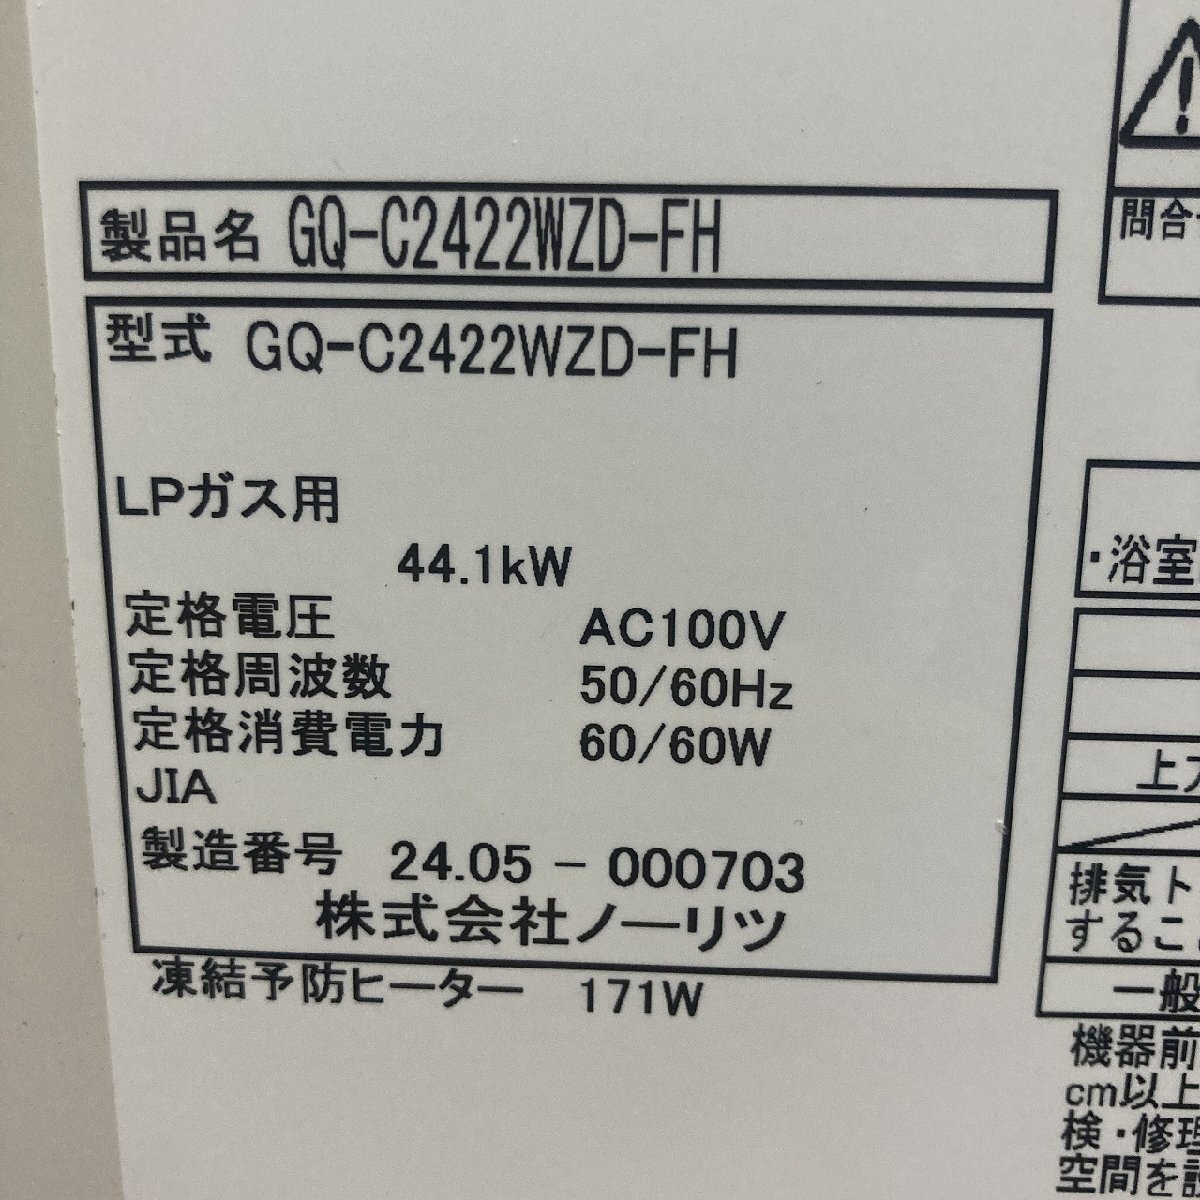 製品名 GQ-C2422WZD-FH
型式 GQ-C2422WZD-FH
LPガス用
44.1kW
定格電圧 AC100V
定格周波数 50/60Hz
定格消費電力 60/60W
JIA
製造番号 24.05 - 000703
株式会社ノーリツ
凍結予防ヒーター 171W
問合
・浴室
上方
排気ト
するこ
一般
機器前
cm以上
検・修理
空間を設